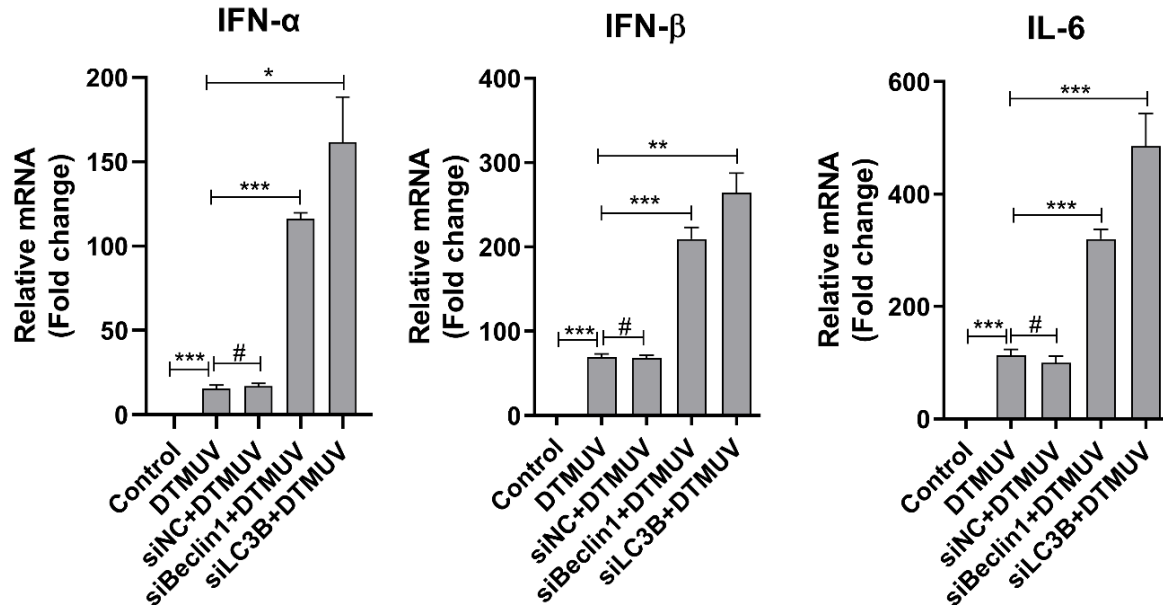 IFN-α
Relative mRNA
(Fold change)
200
150
100
50
0
*
***
***
#
Control
DTMUV
siNC+DTMUV
siBeclin1+DTMUV
siLC3B+DTMUV
IFN-β
Relative mRNA
(Fold change)
400
300
200
100
0
**
***
***
#
Control
DTMUV
siNC+DTMUV
siBeclin1+DTMUV
siLC3B+DTMUV
IL-6
Relative mRNA
(Fold change)
600
400
200
0
***
***
***
#
Control
DTMUV
siNC+DTMUV
siBeclin1+DTMUV
siLC3B+DTMUV